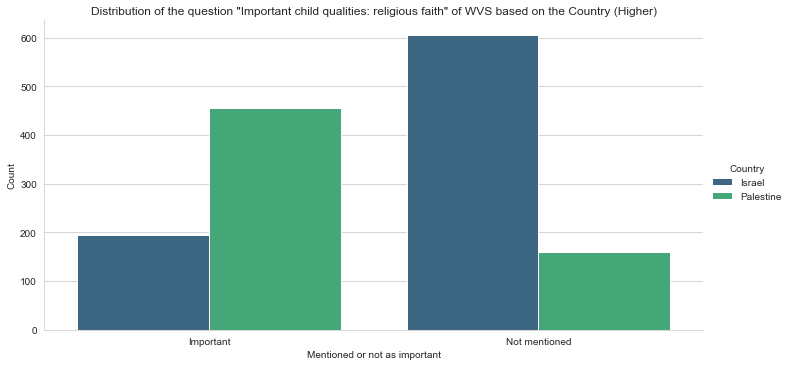 Distribution of the question "Important child qualities: religious faith" of WVS based on the Country (Higher)
600
500
400
300
200
100
0
Count
Important
Not mentioned
Mentioned or not as important
Country
Israel
Palestine